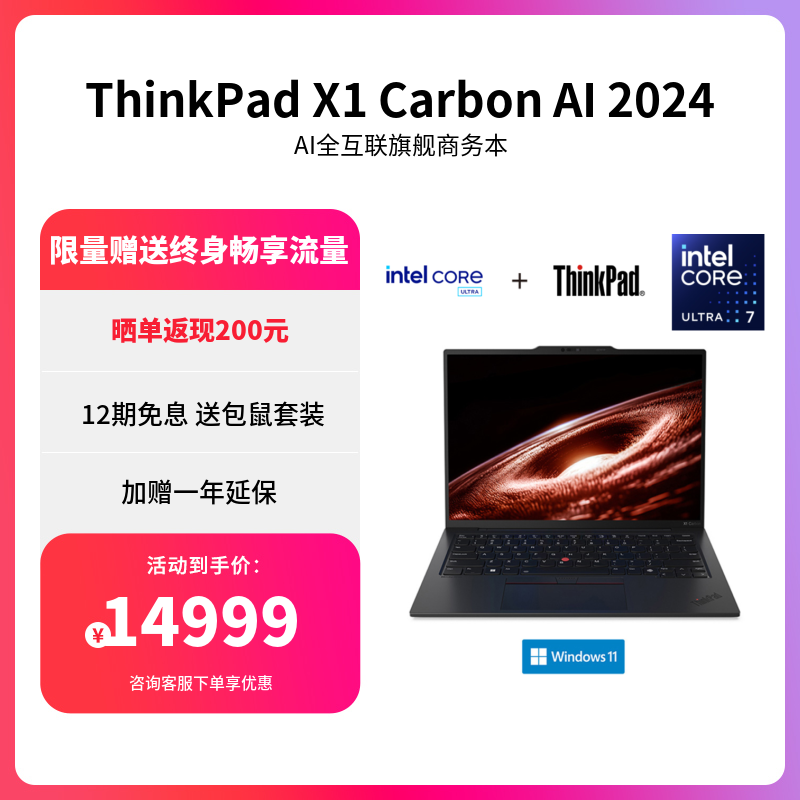 ThinkPad X1 Carbon AI 2024
AI全互联旗舰商务本
限量赠送终身畅享流量
晒单返现200元
12期免息 送包鼠套装
加赠一年延保
活动到手价：
¥14999
咨询客服下单享优惠
intel CORE
ULTRA
+
ThinkPad®
intel
CORE
ULTRA 7
ThinkPad
Windows 11